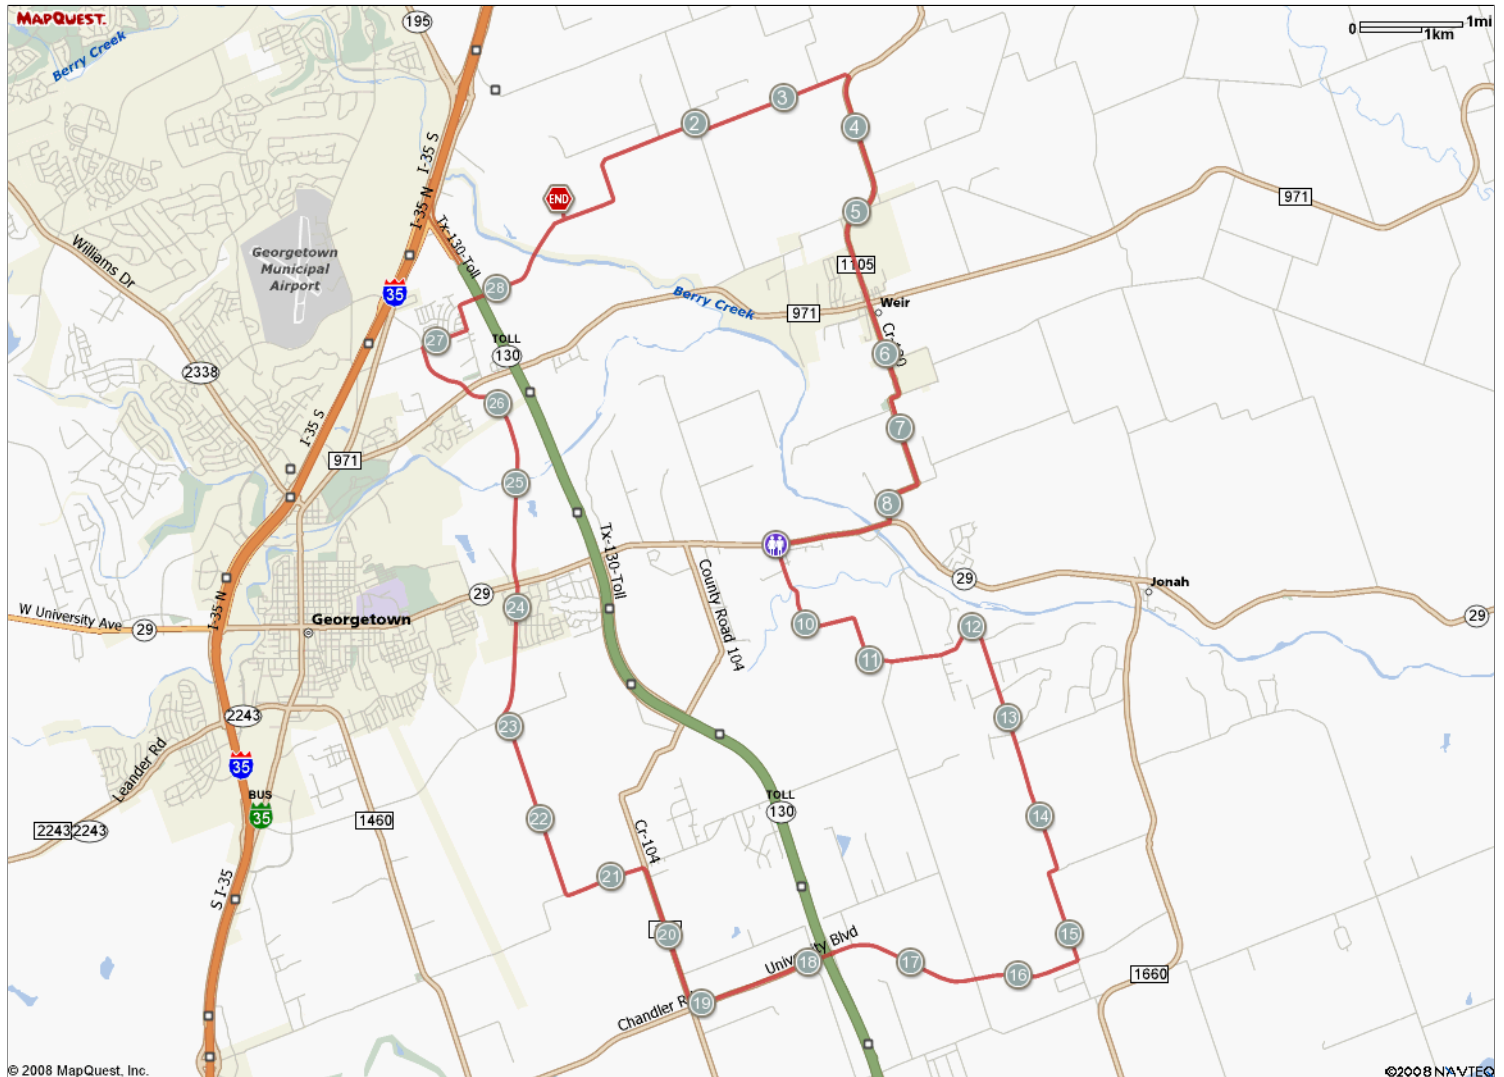 MAPQUEST.
Berry Creek
195
0
1mi
1km
I-35 S
I-35 N
Tx-130-Toll
Williams Dr
Georgetown
Municipal
Airport
35
END
2
3
4
5
971
1105
Weir
Berry Creek
971
6
28
27
TOLL
130
2338
26
7
I-35 S
971
25
8
Tx-130-Toll
County Road 104
29
Jonah
I-35 N
W University Ave
29
Georgetown
29
24
10
11
12
29
2243
23
13
Leander Rd
35
BUS
35
TOLL
130
2243
2243
1460
22
14
Cr-104
21
S I-35
20
15
18
17
16
1660
19
Chandler
© 2008 MapQuest, Inc.
©2008 NAVTEQ